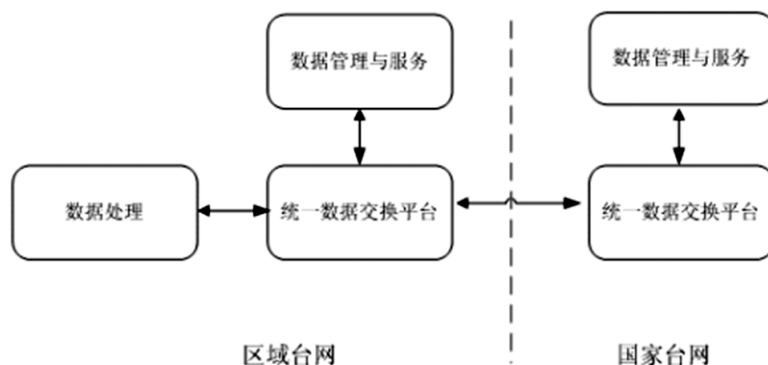 数据管理与服务
数据管理与服务
数据处理
统一数据交换平台
统一数据交换平台
区域台网
国家台网